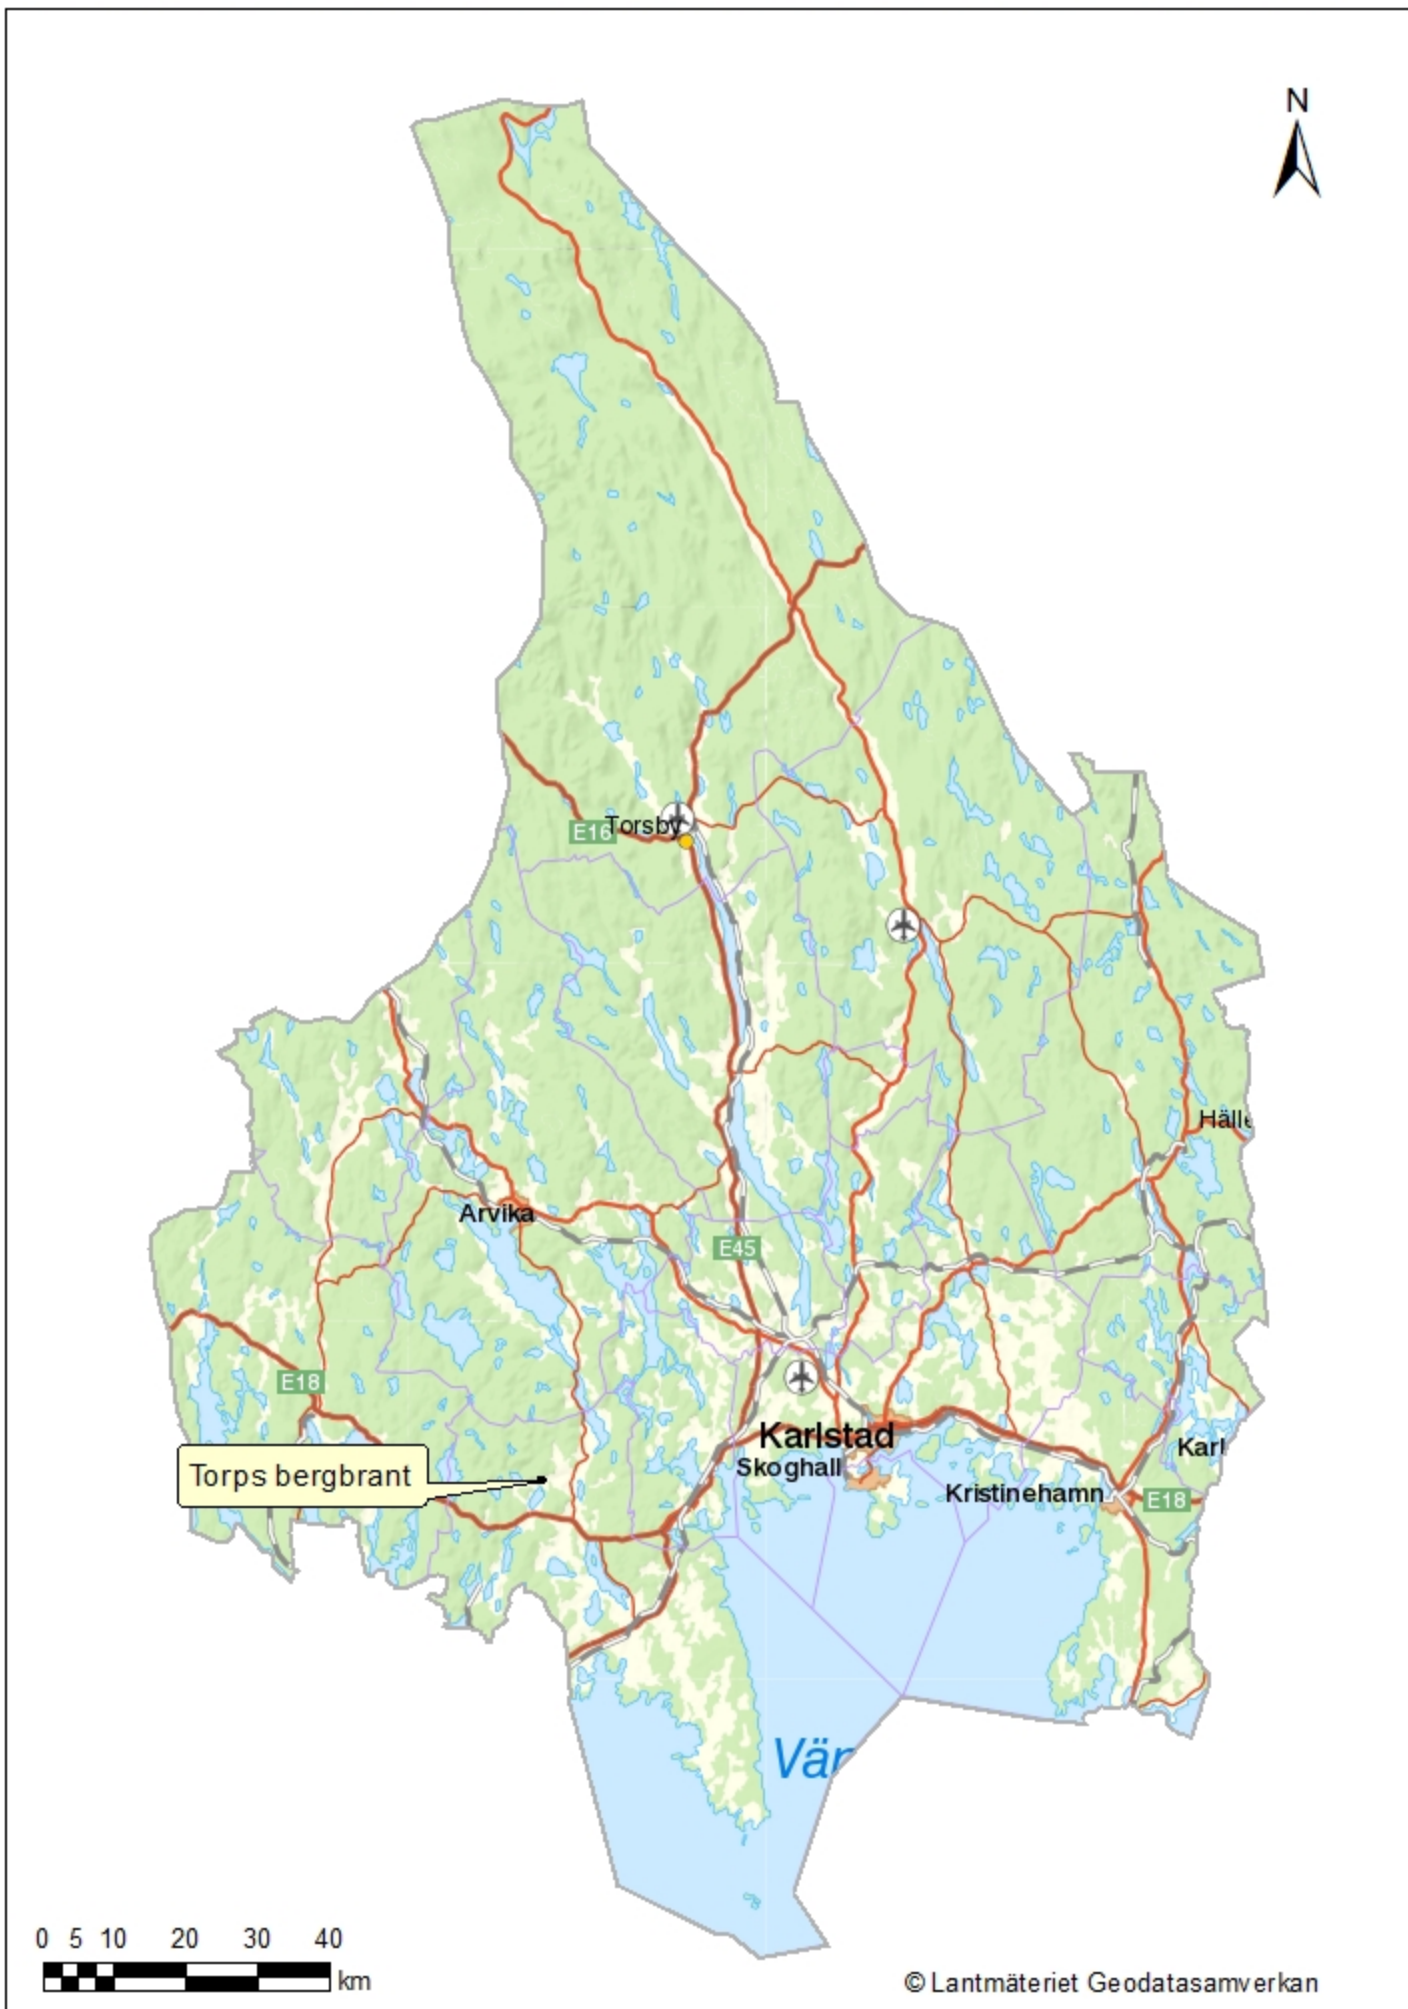 N
E16
Torsby
Hälle
Arvika
E45
E18
Karlstad
Karl
Torps bergbrant
Skoghall
Kristinehamn
E18
Vän
0 5 10 20 30 40
km
© Lantmäteriet Geodatasamverkan